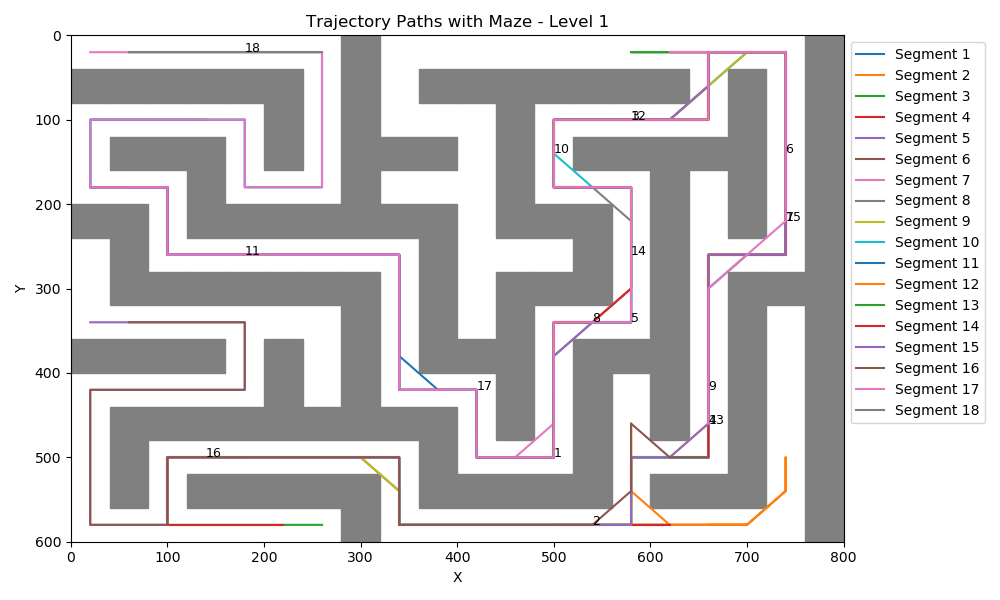 Trajectory Paths with Maze - Level 1
Y
0
100
200
300
400
500
600
0
100
200
300
400
500
600
700
800
X
18
3
12
10
6
11
14
15
8
5
17
9
13
16
1
2
Segment 1
Segment 2
Segment 3
Segment 4
Segment 5
Segment 6
Segment 7
Segment 8
Segment 9
Segment 10
Segment 11
Segment 12
Segment 13
Segment 14
Segment 15
Segment 16
Segment 17
Segment 18